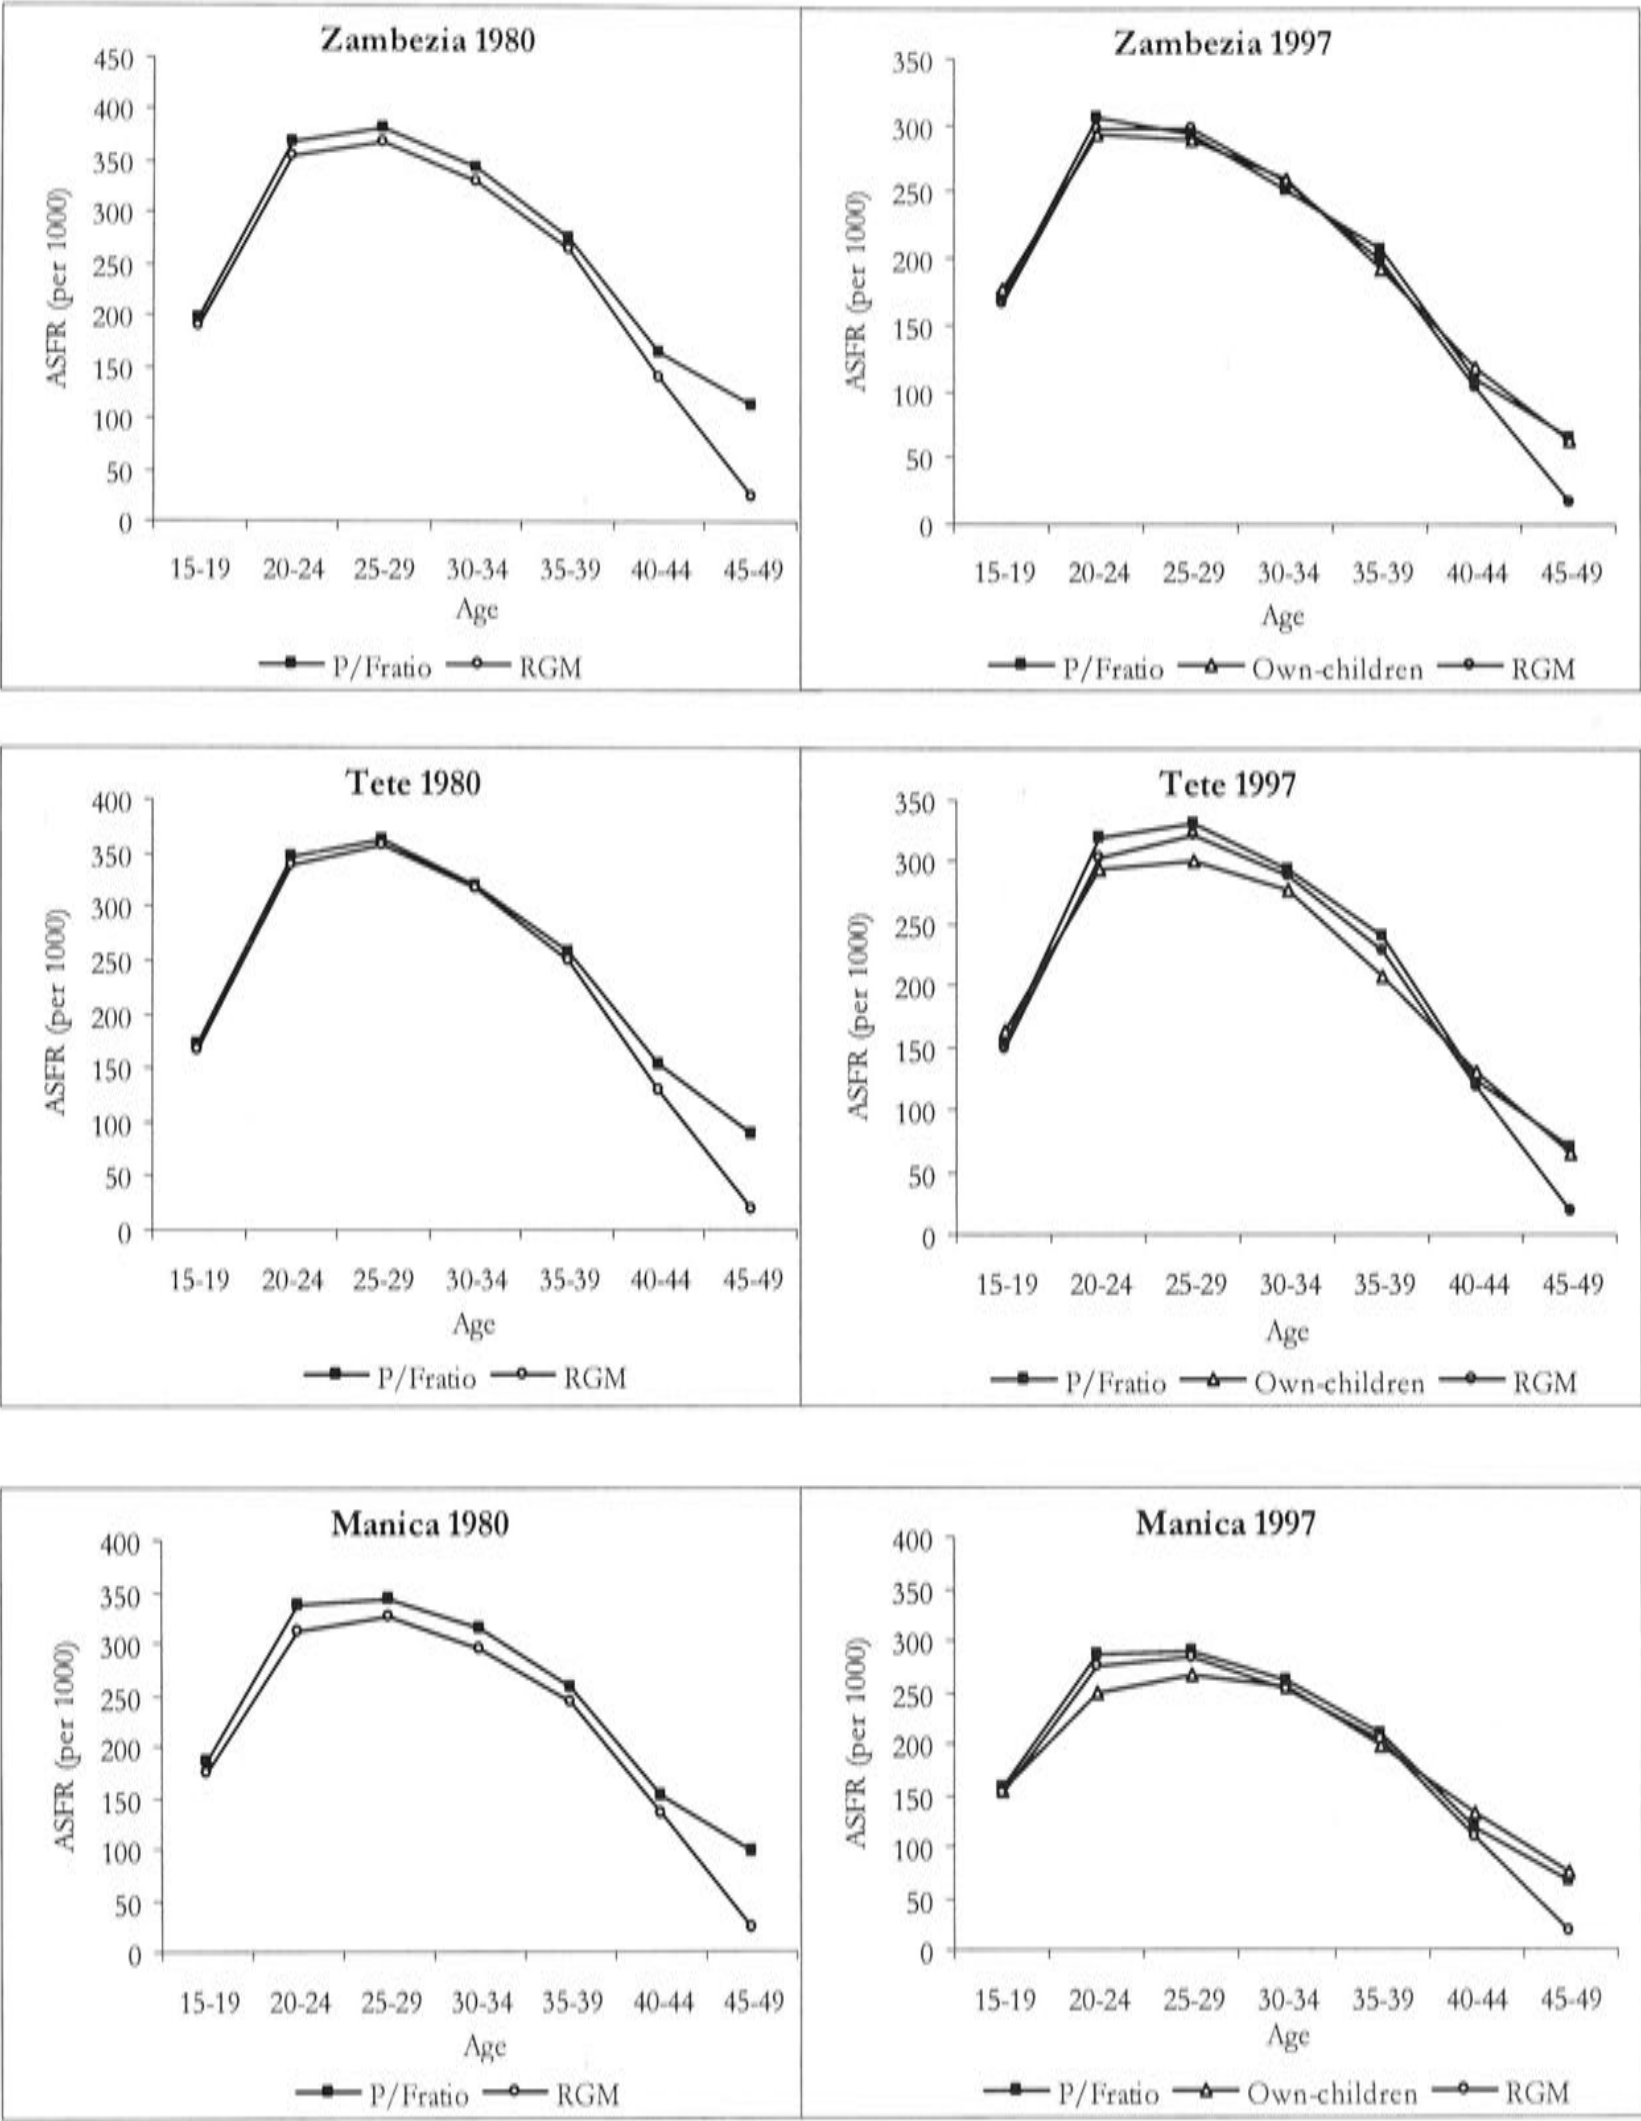 Zambezia 1980
450
400
350
300
250
200
150
100
50
0
ASFR (per 1000)
15-19 20-24 25-29 30-34 35-39 40-44 45-49
Age
P/Fratio RGM
Zambezia 1997
350
300
250
200
150
100
50
0
ASFR (per 1000)
15-19 20-24 25-29 30-34 35-39 40-44 45-49
Age
P/Fratio Own-children RGM
Tete 1980
400
350
300
250
200
150
100
50
0
ASFR (per 1000)
15-19 20-24 25-29 30-34 35-39 40-44 45-49
Age
P/Fratio RGM
Tete 1997
350
300
250
200
150
100
50
0
ASFR (per 1000)
15-19 20-24 25-29 30-34 35-39 40-44 45-49
Age
P/Fratio Own-children RGM
Manica 1980
400
350
300
250
200
150
100
50
0
ASFR (per 1000)
15-19 20-24 25-29 30-34 35-39 40-44 45-49
Age
P/Fratio RGM
Manica 1997
400
350
300
250
200
150
100
50
0
ASFR (per 1000)
15-19 20-24 25-29 30-34 35-39 40-44 45-49
Age
P/Fratio Own-children RGM